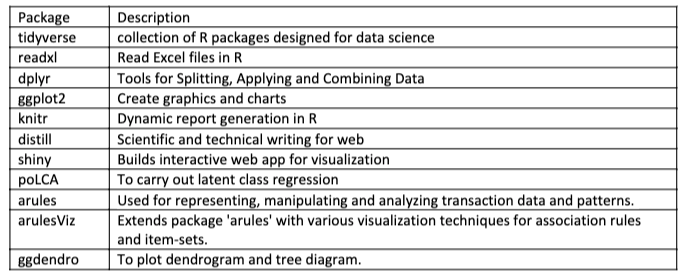 Package Description
tidyverse collection of R packages designed for data science
readxl Read Excel files in R
dplyr Tools for Splitting, Applying and Combining Data
ggplot2 Create graphics and charts
knitr Dynamic report generation in R
distill Scientific and technical writing for web
shiny Builds interactive web app for visualization
poLCA To carry out latent class regression
arules Used for representing, manipulating and analyzing transaction data and patterns.
arulesViz Extends package 'arules' with various visualization techniques for association rules
and item-sets.
ggdendro To plot dendrogram and tree diagram.